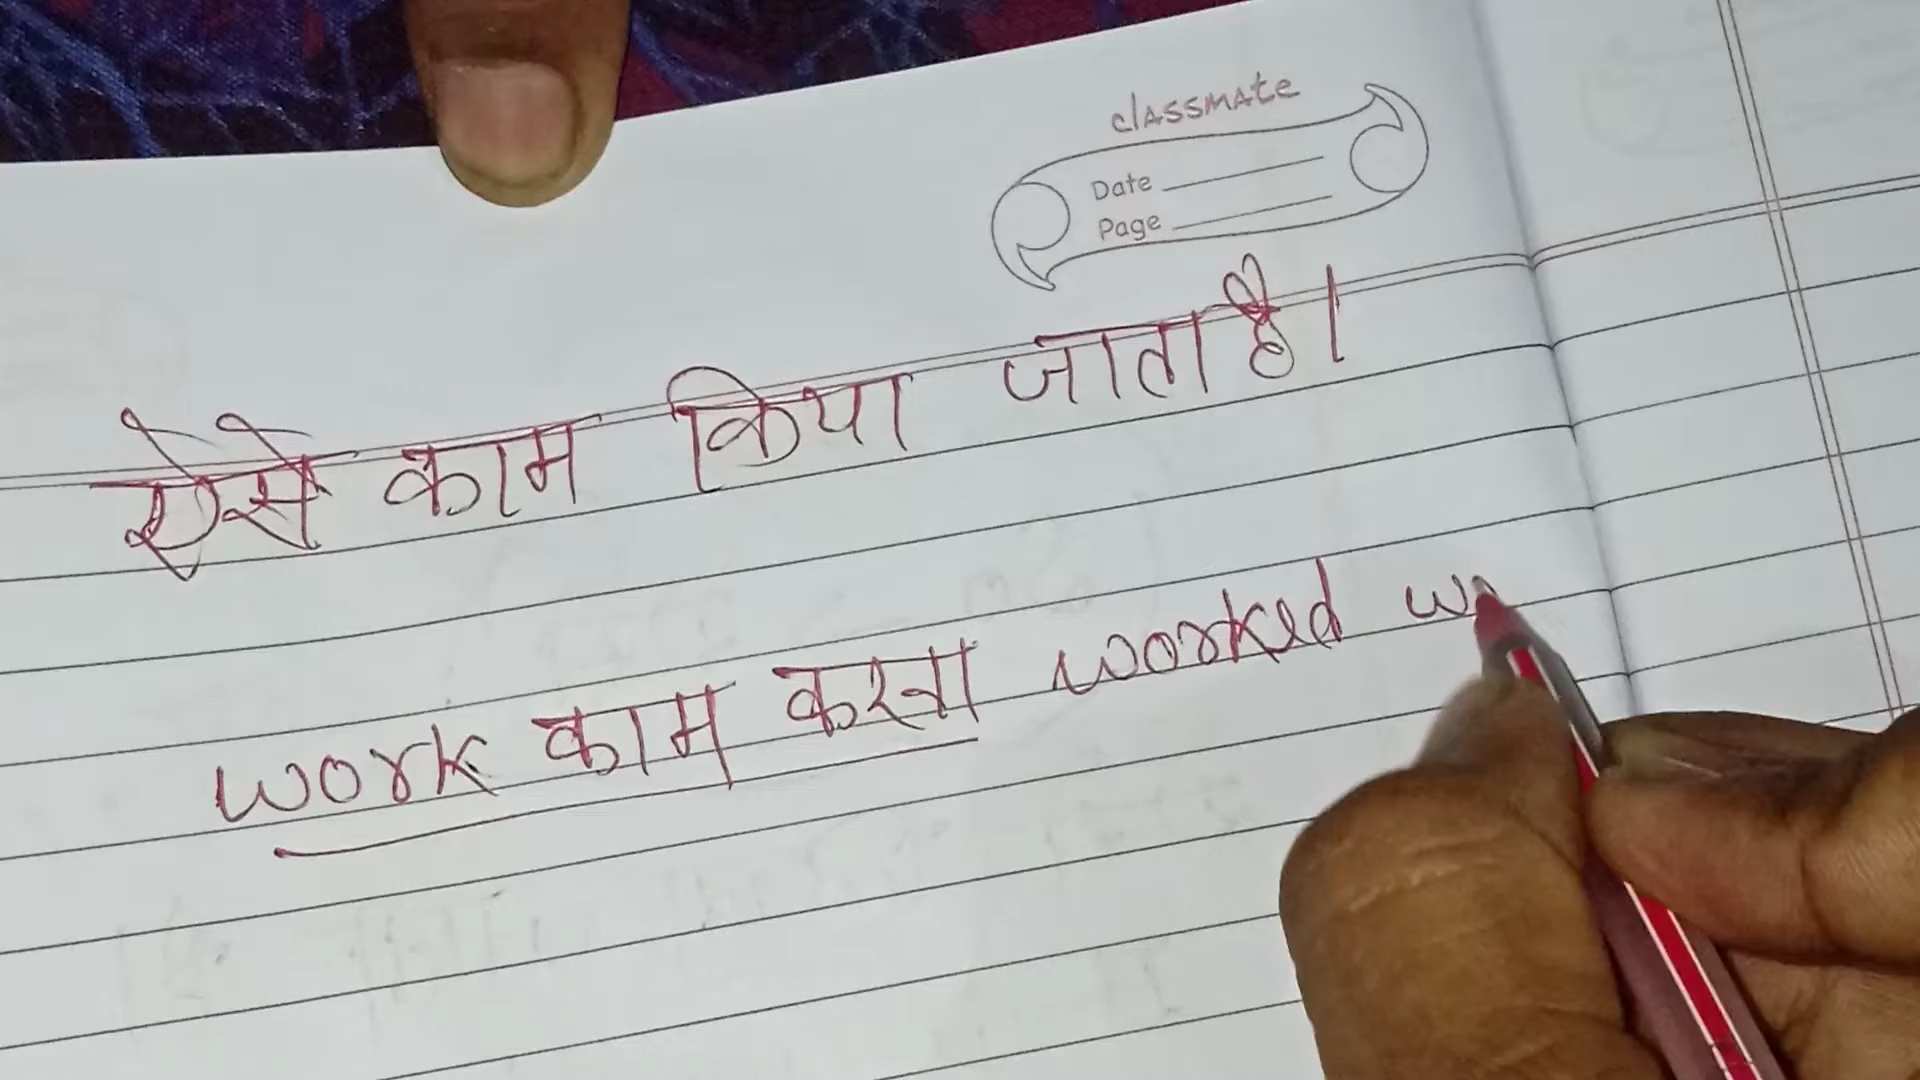 classmate
Date
Page
ऐसे काम किया जाता है।
work काम करना worked